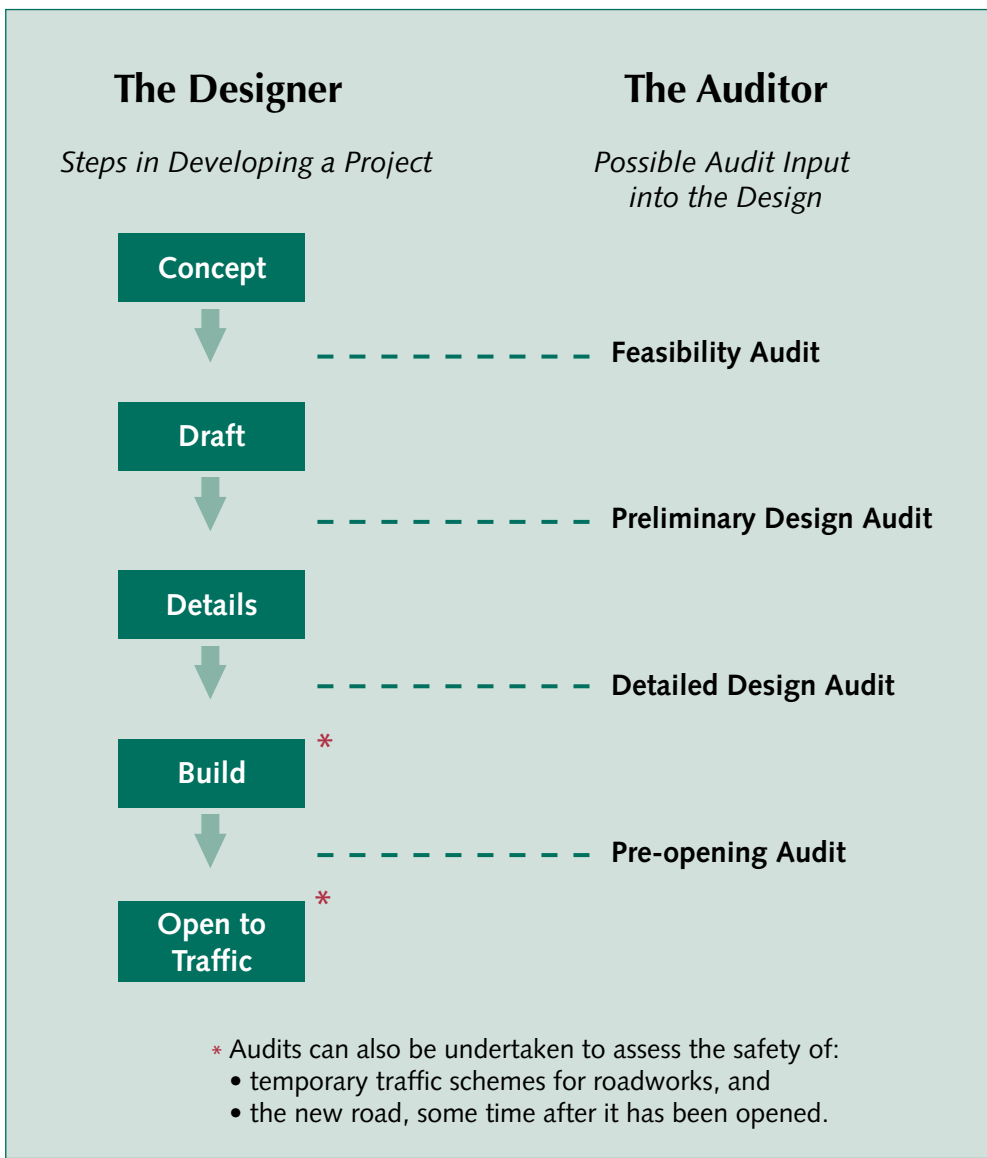 The Designer
The Auditor
Steps in Developing a Project
Possible Audit Input
into the Design
Concept
Feasibility Audit
Draft
Preliminary Design Audit
Details
Detailed Design Audit
*
Build
Pre-opening Audit
*
Open to
Traffic
* Audits can also be undertaken to assess the safety of:
• temporary traffic schemes for roadworks, and
• the new road, some time after it has been opened.